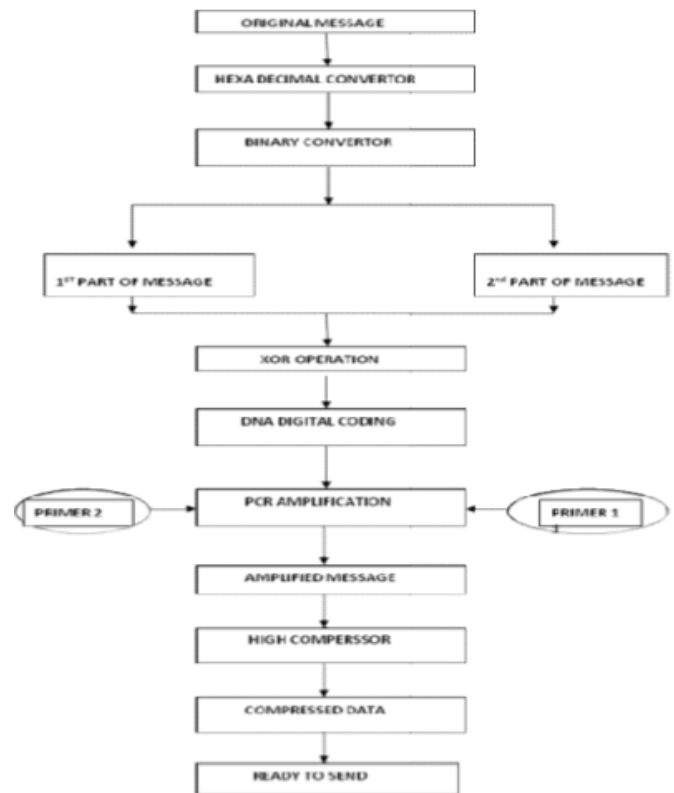 ORIGINAL MESSAGE
HEXA DECIMAL CONVERTOR
BINARY CONVERTOR
1ST PART OF MESSAGE
2nd PART OF MESSAGE
XOR OPERATION
DNA DIGITAL CODING
PRIMER 2
PCR AMPLIFICATION
PRIMER 1
1
AMPLIFIED MESSAGE
HIGH COMPERSSOR
COMPRESSED DATA
READY TO SEND